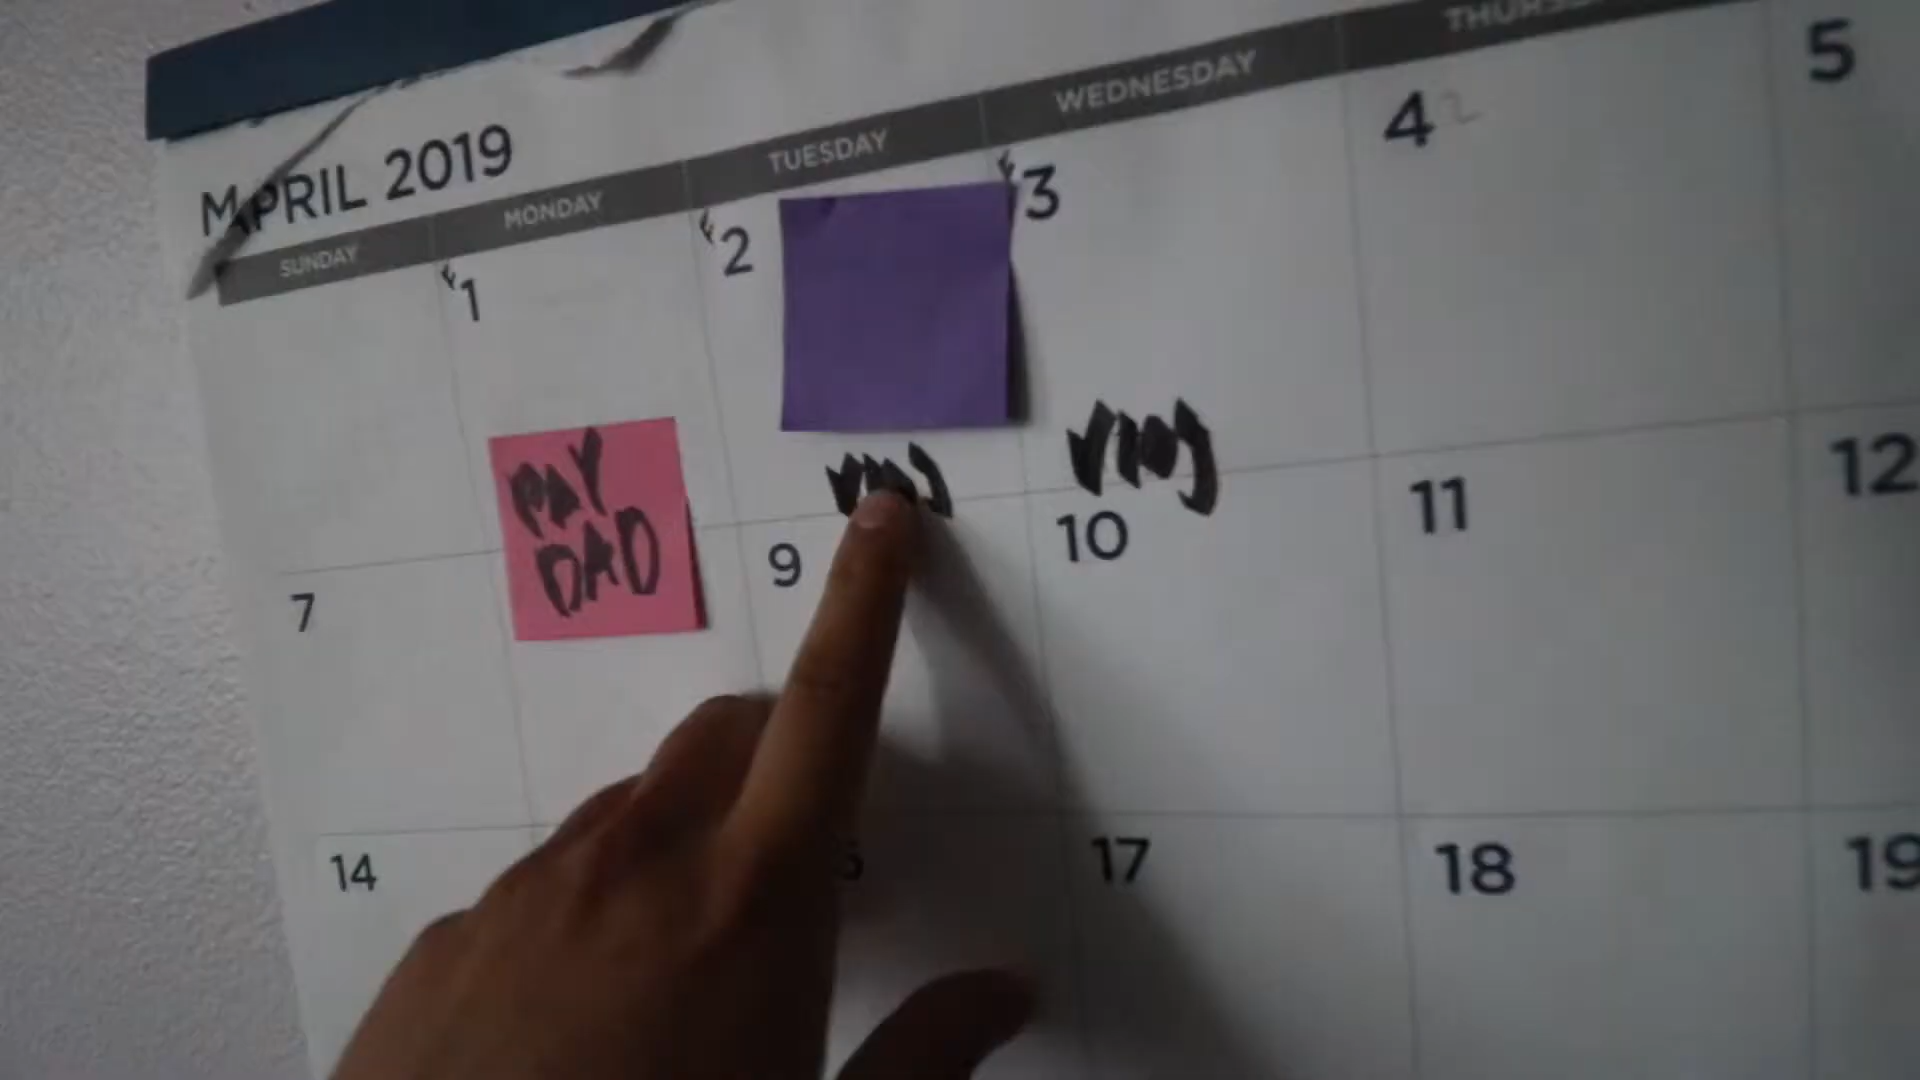 APRIL 2019
SUNDAY MONDAY TUESDAY WEDNESDAY
1 2 3 4 5
PAY
DAD
7 9 10 11 12
14 17 18 19